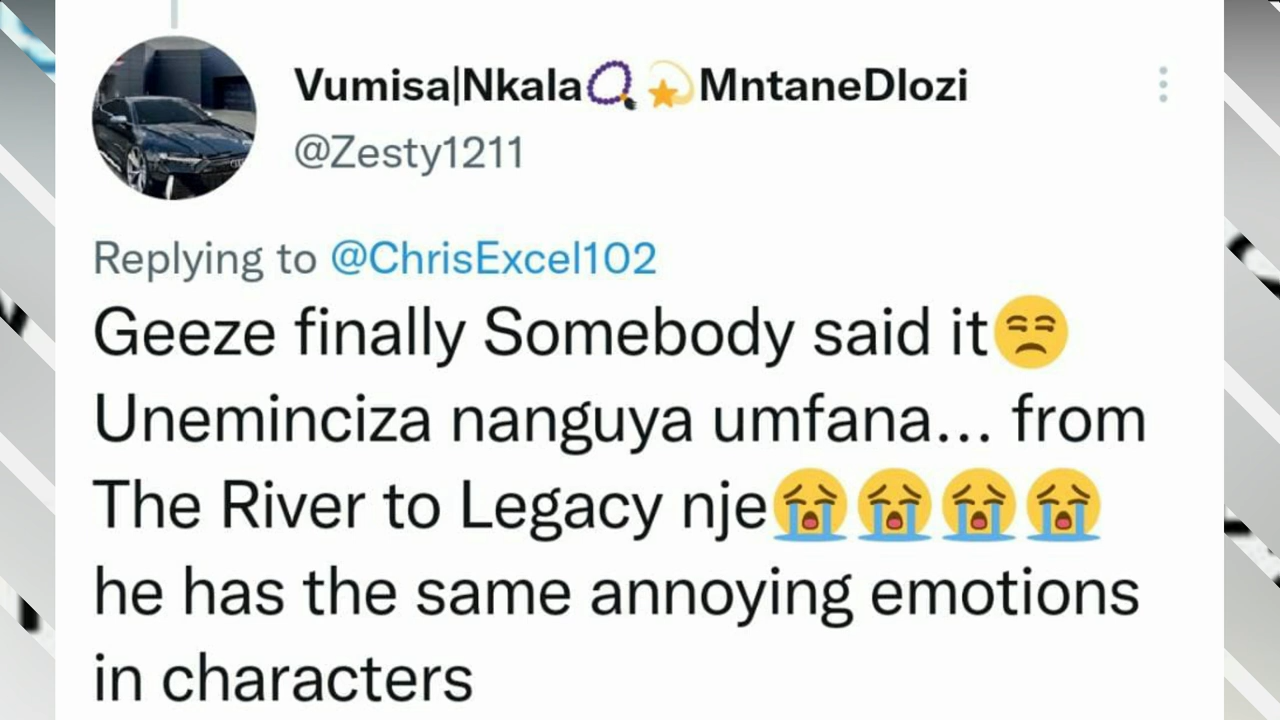 Vumisa|Nkala📿💫MntaneDlozi
@Zesty1211
Replying to @ChrisExcel102
Geeze finally Somebody said it😒
Uneminciza nanguya umfana... from
The River to Legacy nje😭😭😭😭
he has the same annoying emotions
in characters